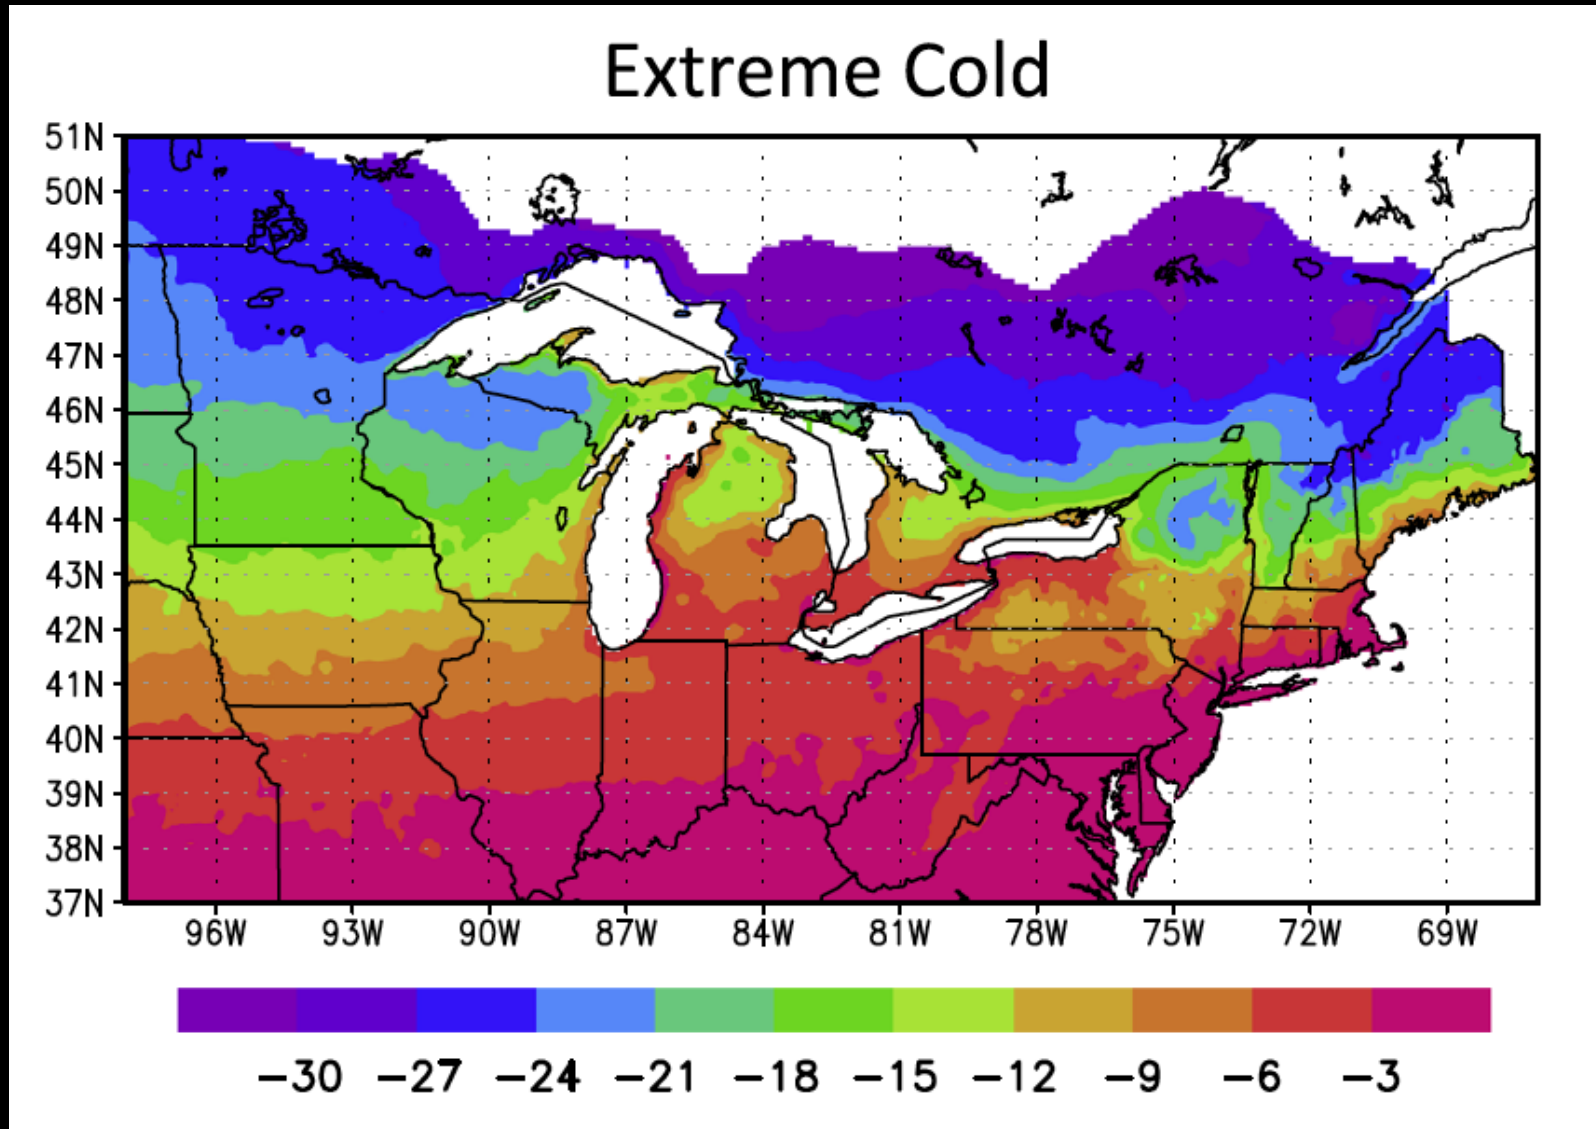 Extreme Cold
51N
50N
49N
48N
47N
46N
45N
44N
43N
42N
41N
40N
39N
38N
37N
96W 93W 90W 87W 84W 81W 78W 75W 72W 69W
−30 −27 −24 −21 −18 −15 −12 −9 −6 −3